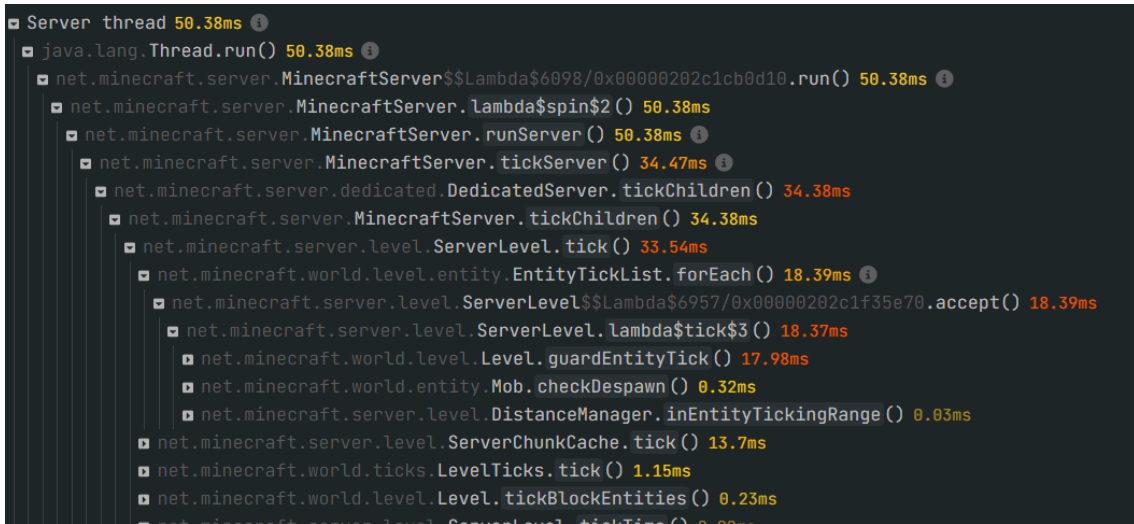 Server thread 50.38ms
java.lang.Thread.run() 50.38ms
net.minecraft.server.MinecraftServer$$Lambda$6098/0x00000202c1cb0d10.run() 50.38ms
net.minecraft.server.MinecraftServer.lambda$spin$2() 50.38ms
net.minecraft.server.MinecraftServer.runServer() 50.38ms
net.minecraft.server.MinecraftServer.tickServer() 34.47ms
net.minecraft.server.dedicated.DedicatedServer.tickChildren() 34.38ms
net.minecraft.server.MinecraftServer.tickChildren() 34.38ms
net.minecraft.server.level.ServerLevel.tick() 33.54ms
net.minecraft.world.level.entity.EntityTickList.forEach() 18.39ms
net.minecraft.server.level.ServerLevel$$Lambda$6957/0x00000202c1f35e70.accept() 18.39ms
net.minecraft.server.level.ServerLevel.lambda$tick$3() 18.37ms
net.minecraft.world.level.Level.guardEntityTick() 17.98ms
net.minecraft.world.entity.Mob.checkDespawn() 0.32ms
net.minecraft.server.level.DistanceManager.inEntityTickingRange() 0.03ms
net.minecraft.server.level.ServerChunkCache.tick() 13.7ms
net.minecraft.world.ticks.LevelTicks.tick() 1.15ms
net.minecraft.world.level.Level.tickBlockEntities() 0.23ms
net.minecraft.server.level.ServerLevel.tickTime()